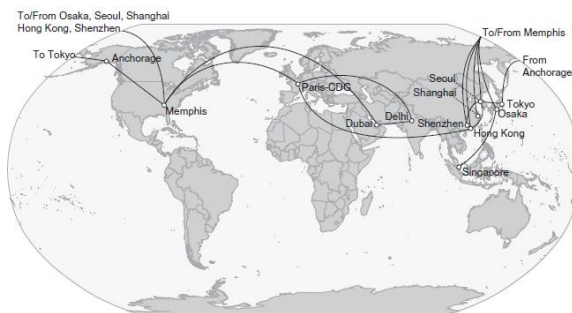 To/From Osaka, Seoul, Shanghai
Hong Kong, Shenzhen
To Tokyo
Anchorage
Memphis
Paris-CDG
Dubai
Delhi
To/From Memphis
From
Anchorage
Seoul
Shanghai
Tokyo
Osaka
Shenzhen
Hong Kong
Singapore